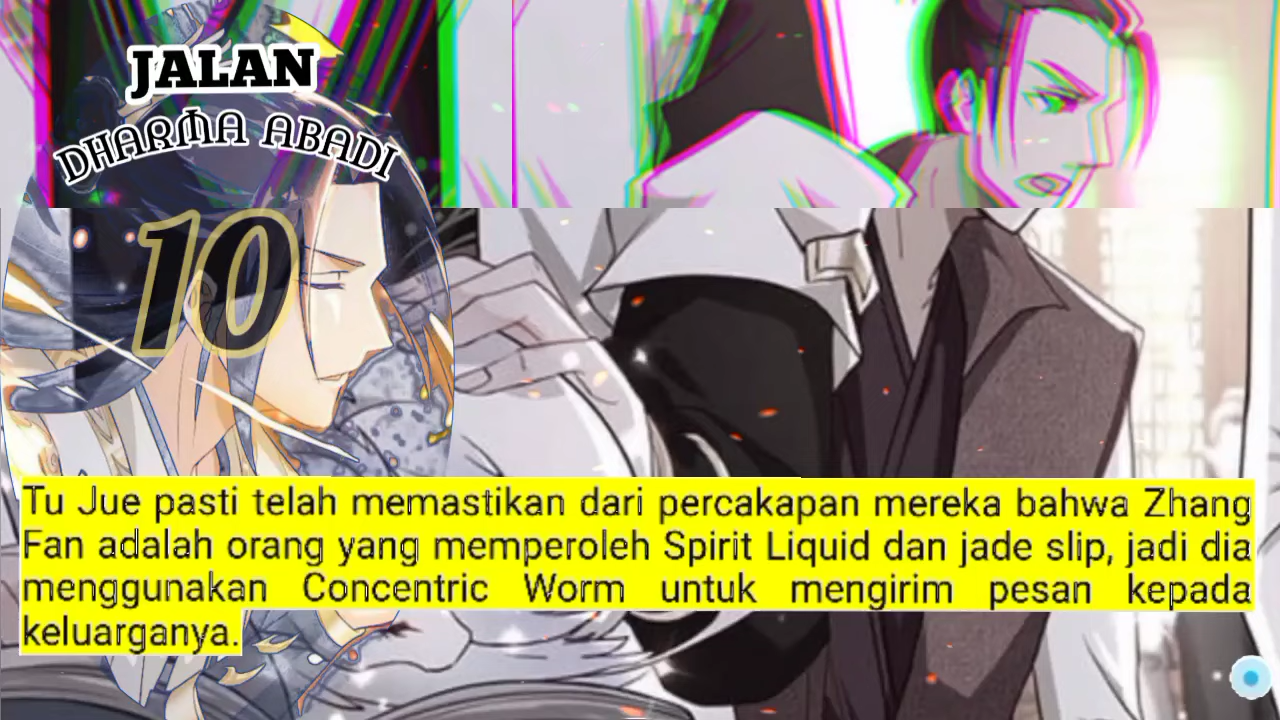 JALAN
DHARMA ABADI
10
Tu Jue pasti telah memastikan dari percakapan mereka bahwa Zhang
Fan adalah orang yang memperoleh Spirit Liquid dan jade slip, jadi dia
menggunakan Concentric Worm untuk mengirim pesan kepada
keluarganya.